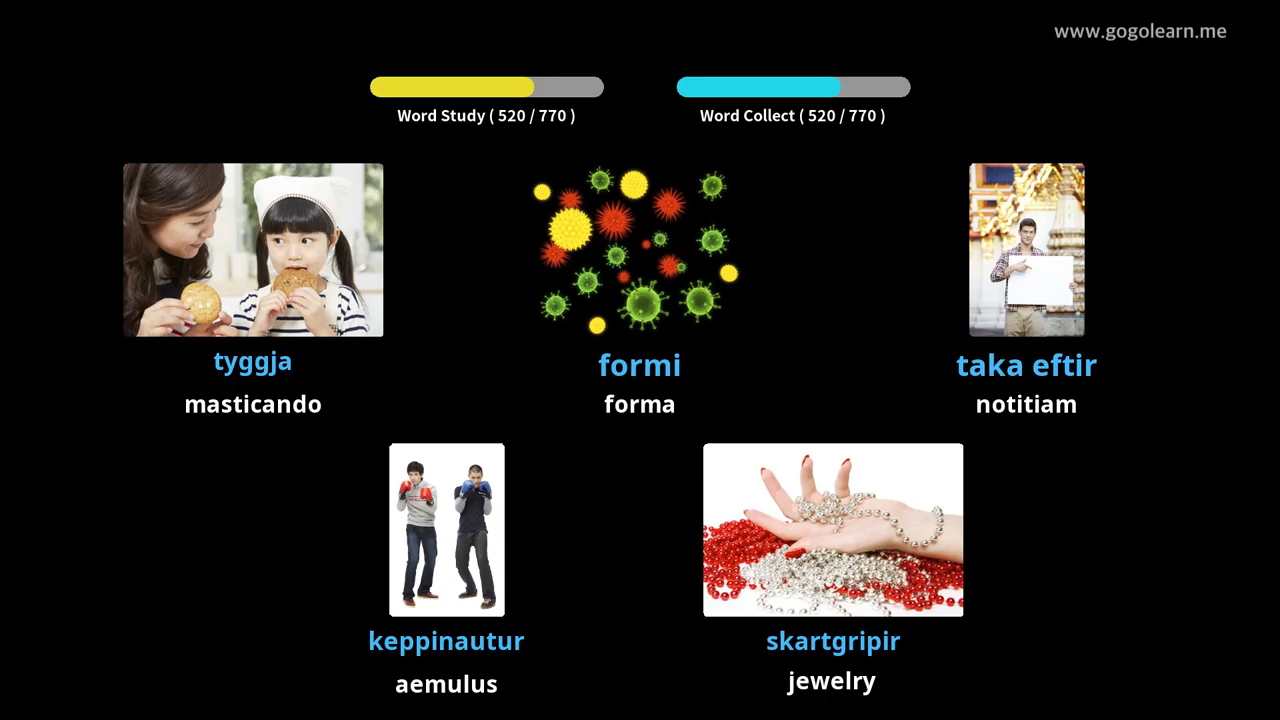 www.gogolearn.me
Word Study ( 520 / 770 )
Word Collect ( 520 / 770 )
tyggja
masticando
formi
forma
taka eftir
notitiam
keppinautur
aemulus
skartgripir
jewelry